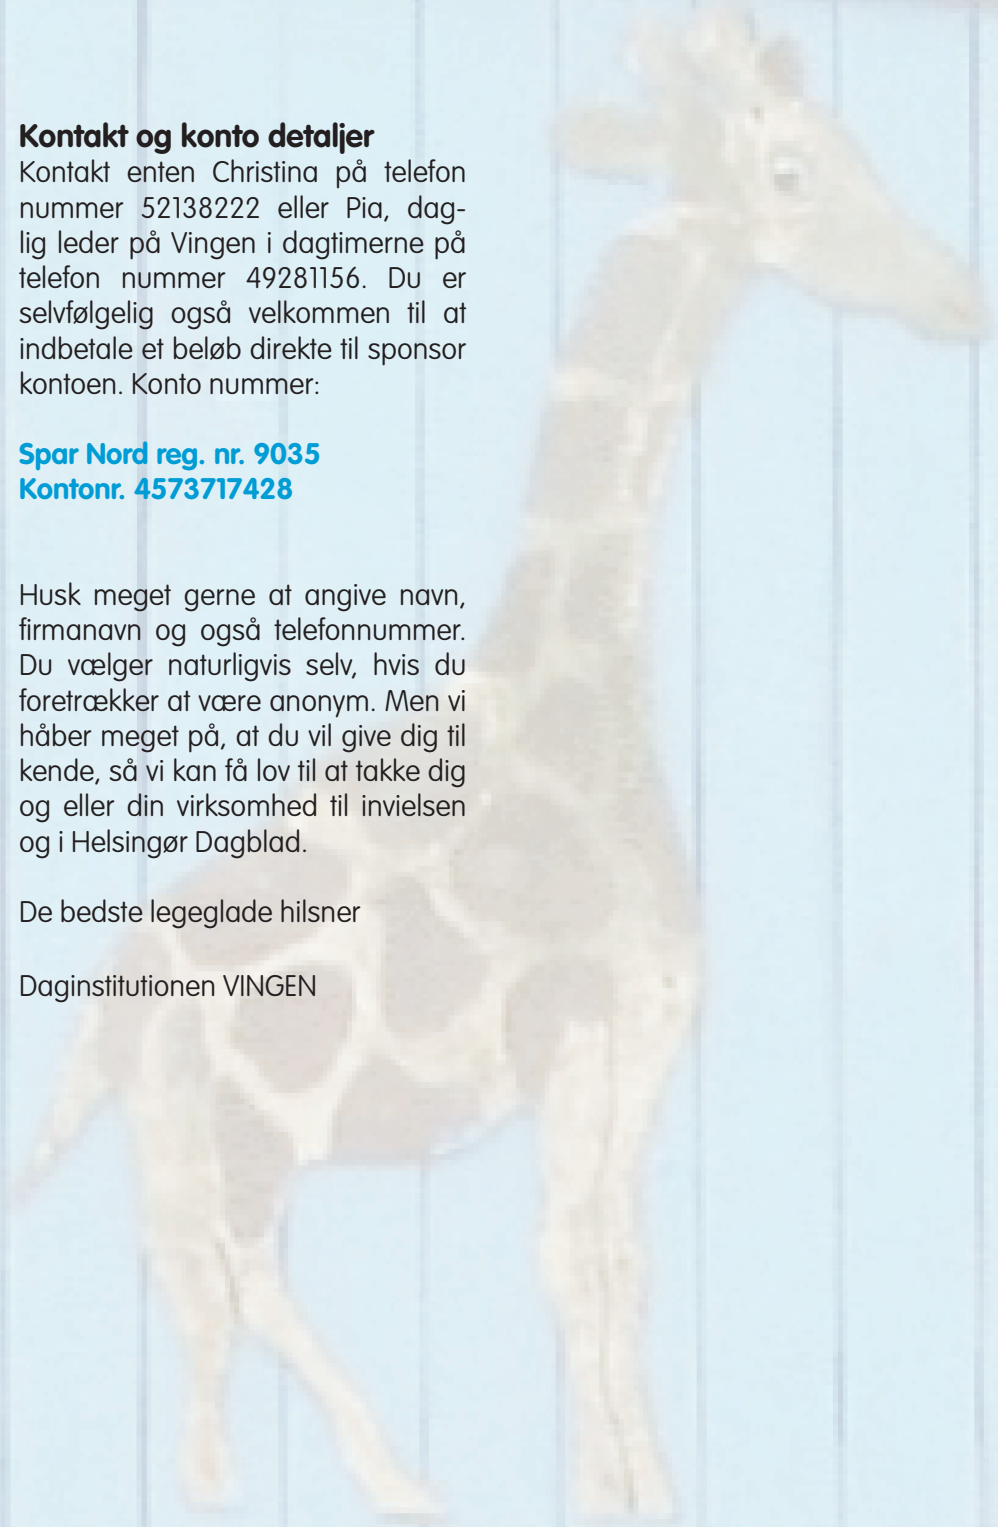 Kontakt og konto detaljer
Kontakt enten Christina på telefon
nummer 52138222 eller Pia, dag-
lig leder på Vingen i dagtimerne på
telefon nummer 49281156. Du er
selvfølgelig også velkommen til at
indbetale et beløb direkte til sponsor
kontoen. Konto nummer:
Spar Nord reg. nr. 9035
Kontonr. 4573717428
Husk meget gerne at angive navn,
firmanavn og også telefonnummer.
Du vælger naturligvis selv, hvis du
foretrækker at være anonym. Men vi
håber meget på, at du vil give dig til
kende, så vi kan få lov til at takke dig
og eller din virksomhed til invielsen
og i Helsingør Dagblad.
De bedste legeglade hilsner
Daginstitutionen VINGEN